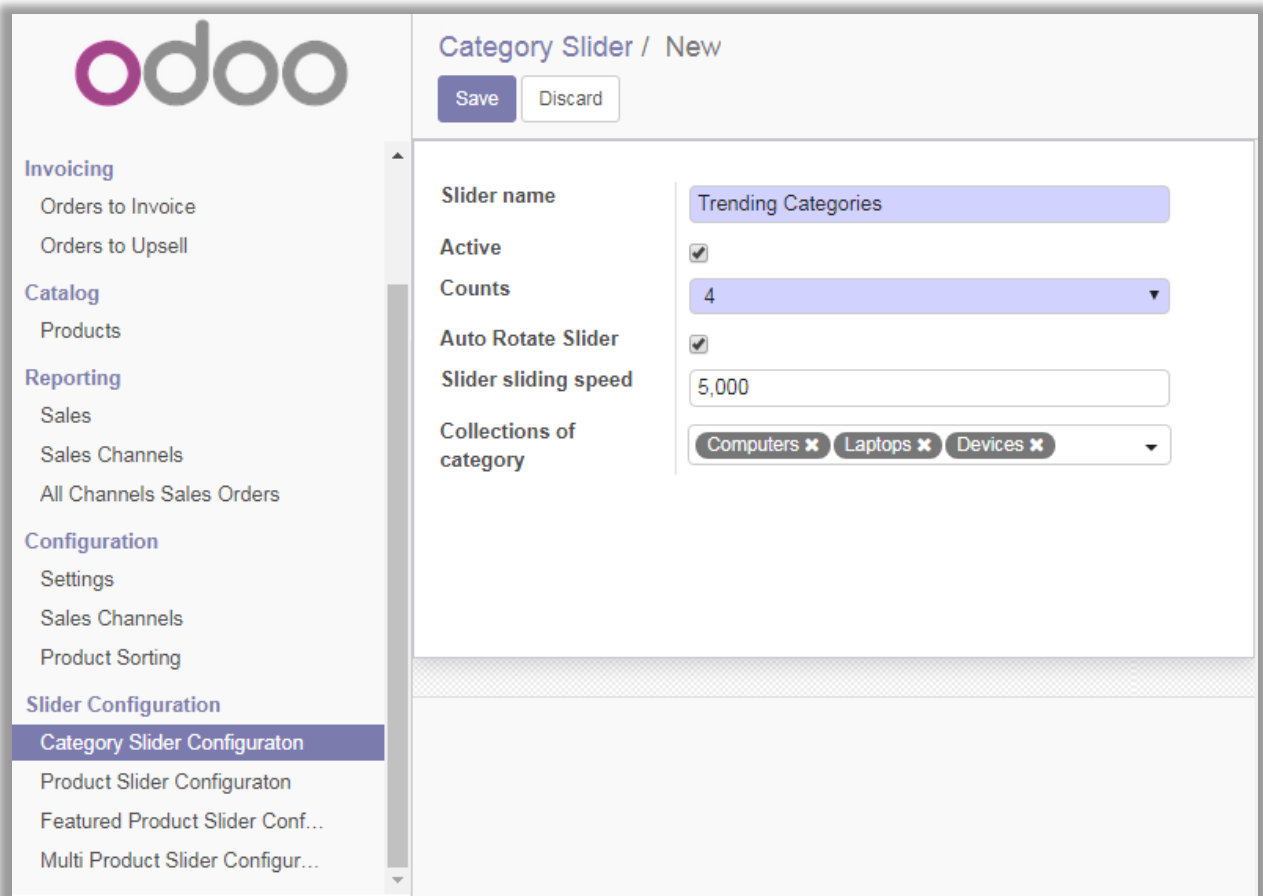 odoo
Invoicing
Orders to Invoice
Orders to Upsell
Catalog
Products
Reporting
Sales
Sales Channels
All Channels Sales Orders
Configuration
Settings
Sales Channels
Product Sorting
Slider Configuration
Category Slider Configuraton
Product Slider Configuraton
Featured Product Slider Conf...
Multi Product Slider Configur...
Category Slider / New
Save Discard
Slider name Trending Categories
Active
Counts 4
Auto Rotate Slider
Slider sliding speed 5,000
Collections of
category Computers Laptops Devices